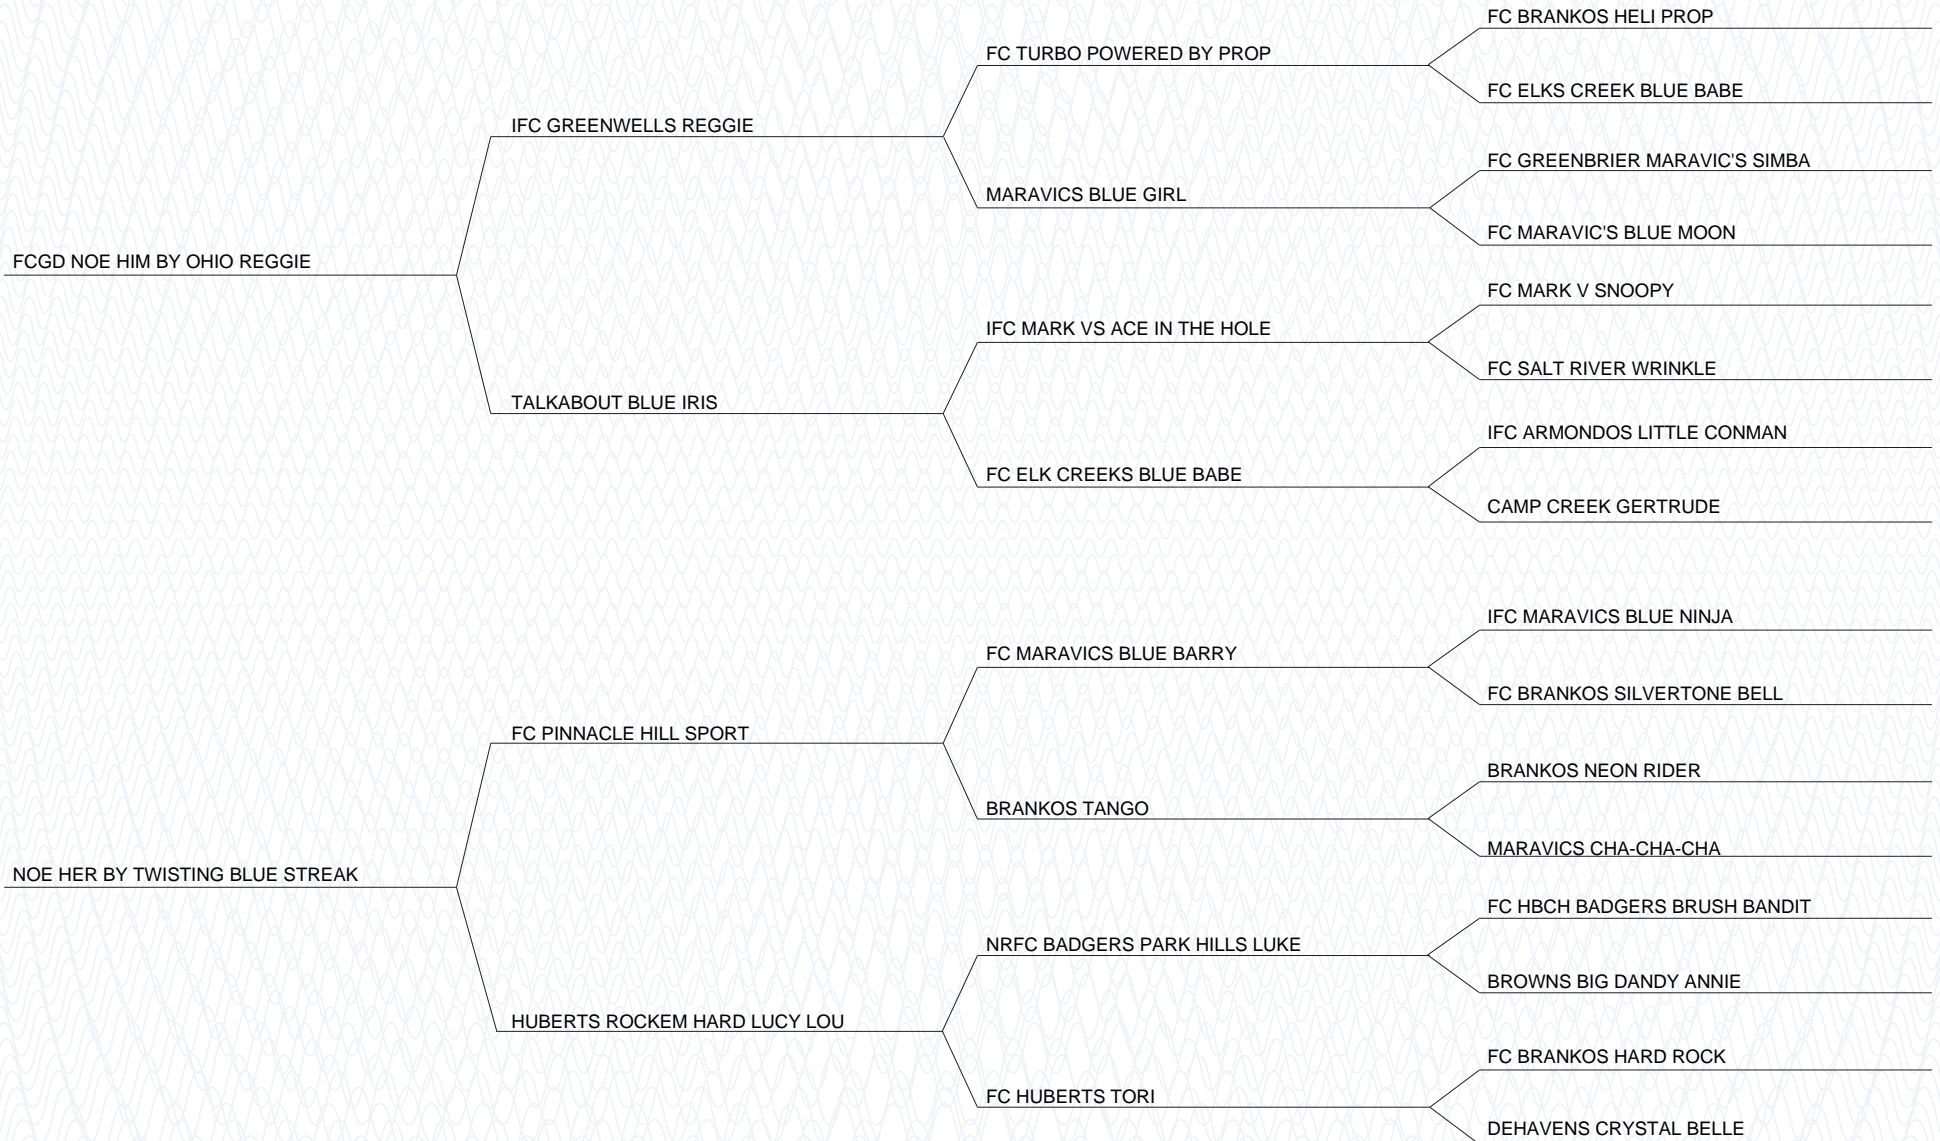 FC BRANKOS HELI PROP
FC TURBO POWERED BY PROP
FC ELKS CREEK BLUE BABE
IFC GREENWELLS REGGIE
FC GREENBRIER MARAVIC'S SIMBA
MARAVICS BLUE GIRL
FC MARAVIC'S BLUE MOON
FCGD NOE HIM BY OHIO REGGIE
FC MARK V SNOOPY
IFC MARK VS ACE IN THE HOLE
FC SALT RIVER WRINKLE
TALKABOUT BLUE IRIS
IFC ARMONDOS LITTLE CONMAN
FC ELK CREEKS BLUE BABE
CAMP CREEK GERTRUDE
IFC MARAVICS BLUE NINJA
FC MARAVICS BLUE BARRY
FC BRANKOS SILVERTONE BELL
FC PINNACLE HILL SPORT
BRANKOS NEON RIDER
BRANKOS TANGO
MARAVICS CHA-CHA-CHA
NOE HER BY TWISTING BLUE STREAK
FC HBCH BADGERS BRUSH BANDIT
NRFC BADGERS PARK HILLS LUKE
BROWNS BIG DANDY ANNIE
HUBERTS ROCKEM HARD LUCY LOU
FC BRANKOS HARD ROCK
FC HUBERTS TORI
DEHAVENS CRYSTAL BELLE